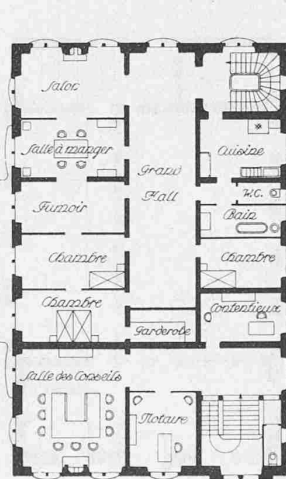 Salon
Salle à manger
Cuisine
Grand
Hall
W.C.
Fumoir
Bain
Chambre
Chambre
Chambre
Contentieux
Garderobe
Salle des Conseils
Notaire